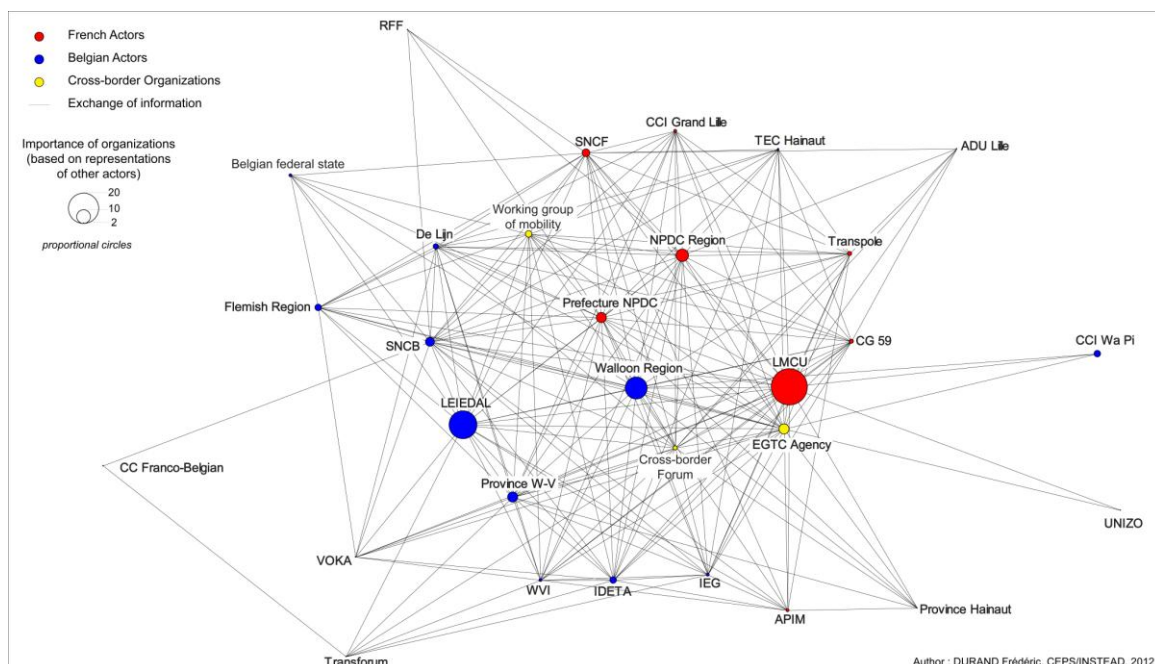 RFF
French Actors
Belgian Actors
Cross-border Organizations
Exchange of information
Importance of organizations
(based on representations
of other actors)
20
10
2
proportional circles
CCI Grand Lille
SNCF
TEC Hainaut
ADU Lille
Belgian federal state
Working group
of mobility
De Lijn
NPDC Region
Transpole
Flemish Region
Prefecture NPDC
SNCB
CG 59
CCI Wa Pi
Walloon Region
LMCU
LEIEDAL
EGTC Agency
Cross-border
Forum
CC Franco-Belgian
Province W-V
UNIZO
VOKA
WVI
IDETA
IEG
APIM
Province Hainaut
Transforum
Author : DURAND Frédéric, CEPS/INSTEAD, 2012